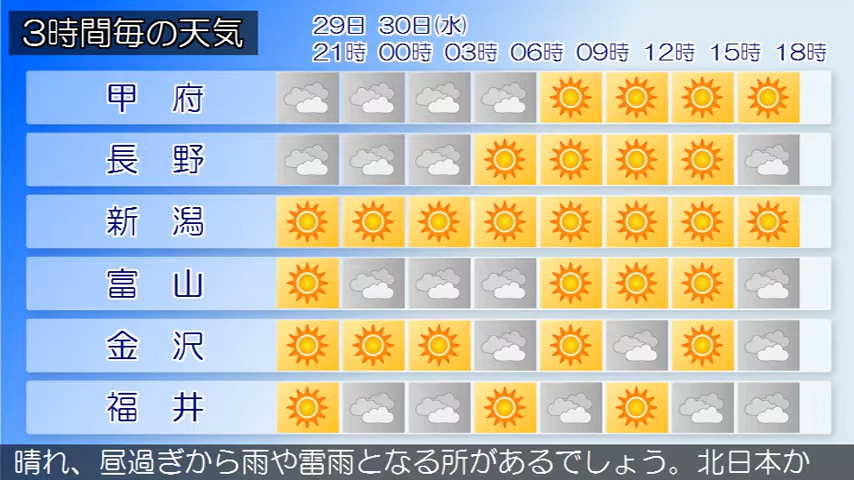 3時間毎の天気
29日 30日(水)
21時 00時 03時 06時 09時 12時 15時 18時
甲 府
長 野
新 潟
富 山
金 沢
福 井
晴れ、昼過ぎから雨や雷雨となる所があるでしょう。北日本か